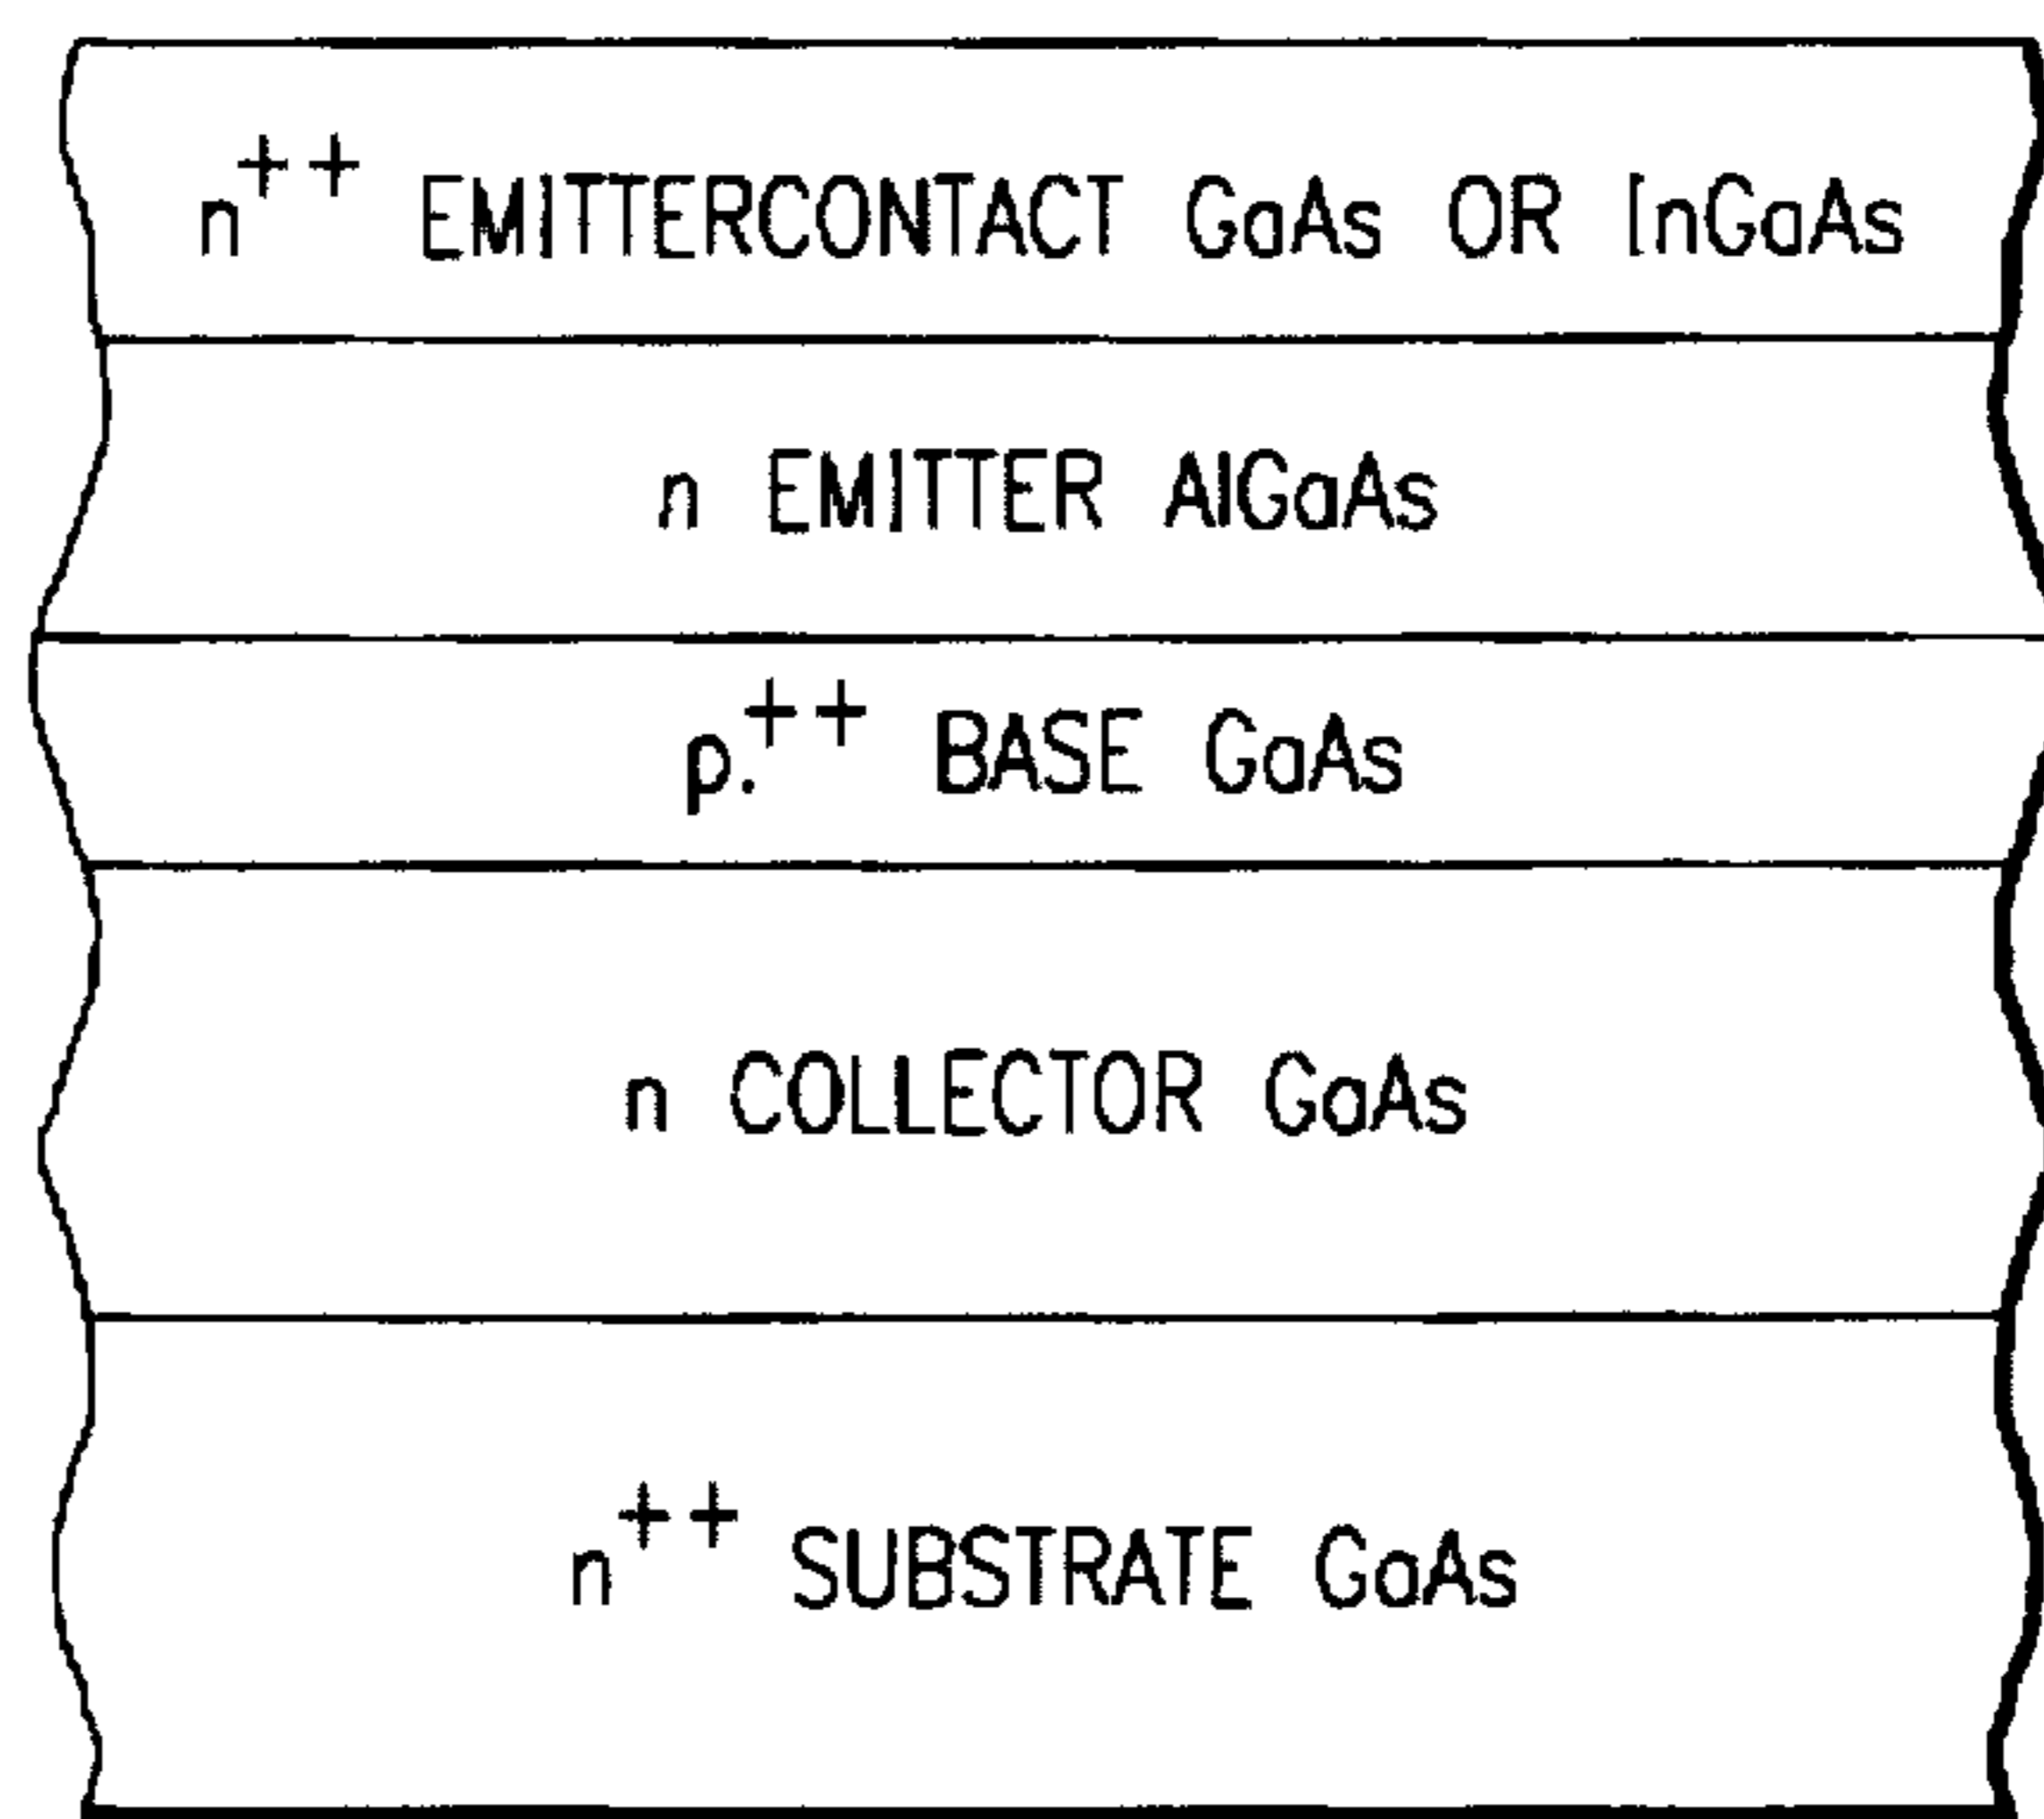 n++ EMITTERCONTACT GaAs OR InGaAs
n EMITTER AlGaAs
p.++ BASE GaAs
n COLLECTOR GaAs
n++ SUBSTRATE GaAs